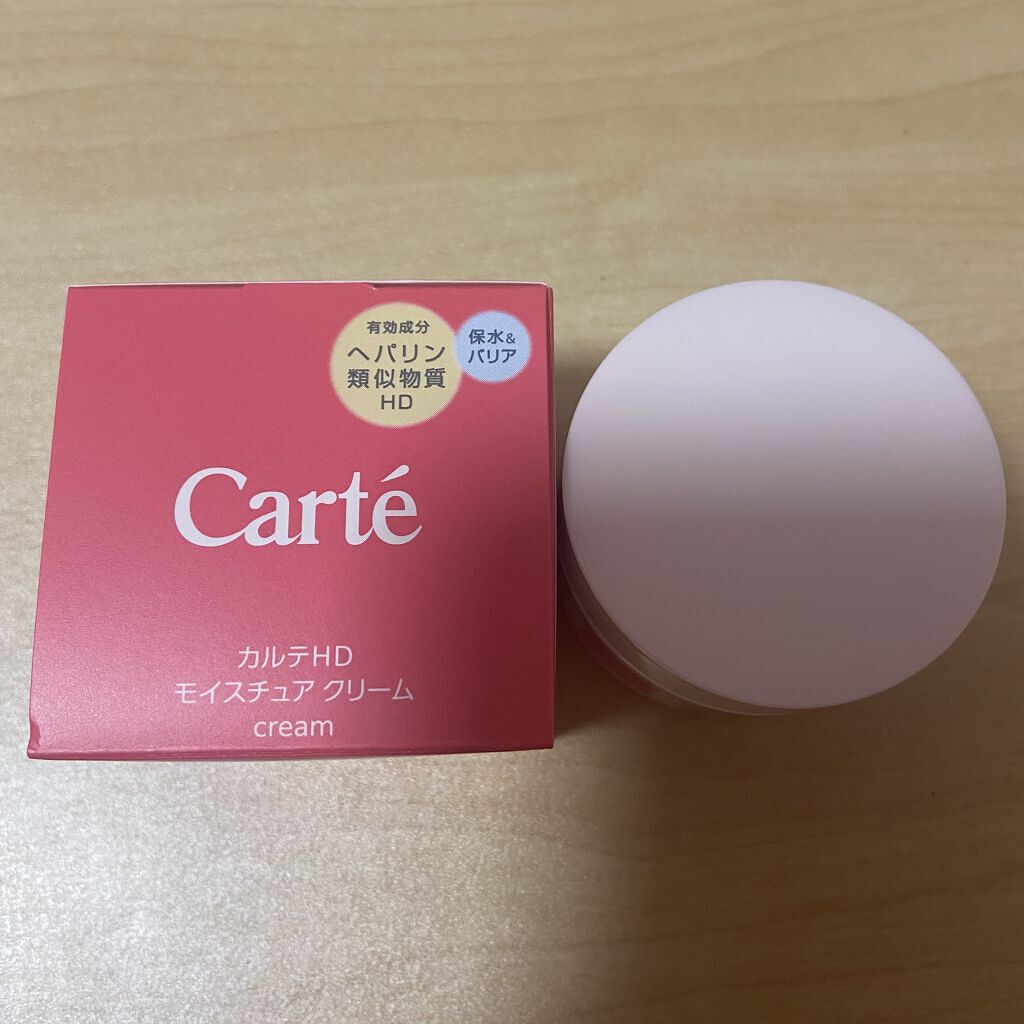 有効成分
ヘパリン
類似物質
HD
保水&
バリア
Carté
カルテHD
モイスチュア クリーム
cream